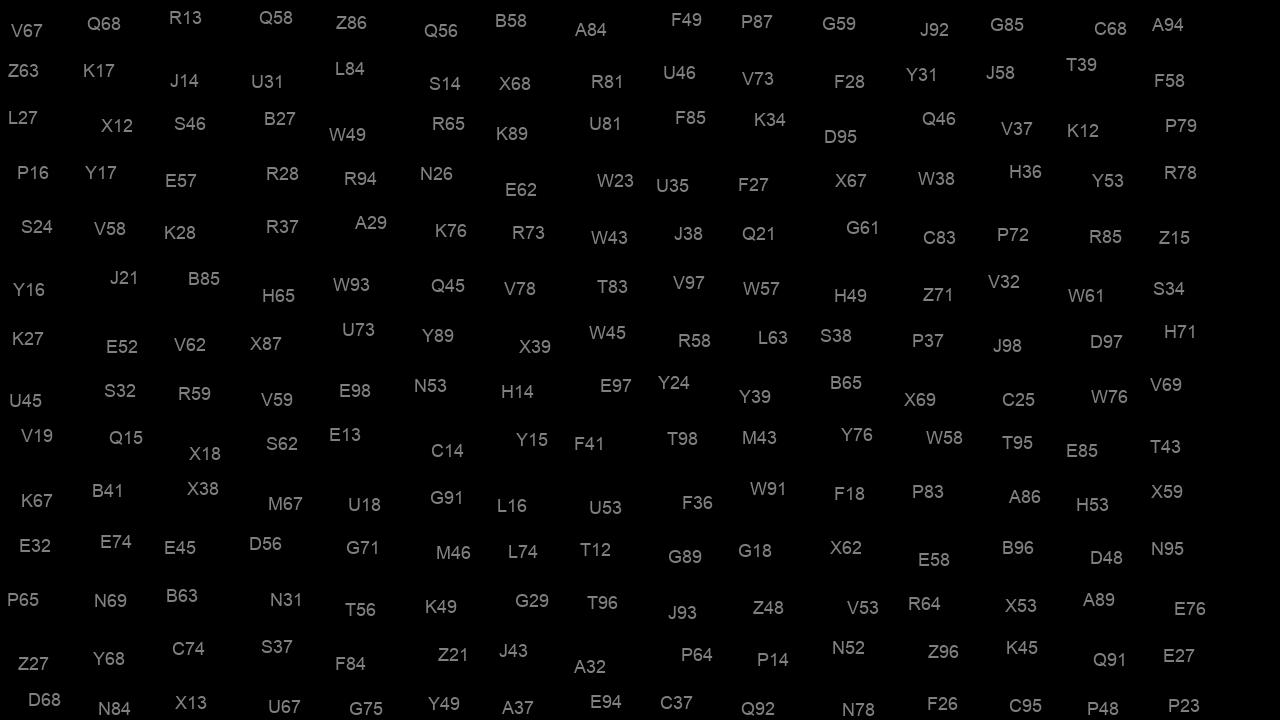 V67 Q68 R13 Q58 Z86 Q56 B58 A84 F49 P87 G59 J92 G85 C68 A94
Z63 K17 J14 U31 L84 S14 X68 R81 U46 V73 F28 Y31 J58 T39 F58
L27 X12 S46 B27 W49 R65 K89 U81 F85 K34 D95 Q46 V37 K12 P79
P16 Y17 E57 R28 R94 N26 E62 W23 U35 F27 X67 W38 H36 Y53 R78
S24 V58 K28 R37 A29 K76 R73 W43 J38 Q21 G61 C83 P72 R85 Z15
Y16 J21 B85 H65 W93 Q45 V78 T83 V97 W57 H49 Z71 V32 W61 S34
K27 E52 V62 X87 U73 Y89 X39 W45 R58 L63 S38 P37 J98 D97 H71
U45 S32 R59 V59 E98 N53 H14 E97 Y24 Y39 B65 X69 C25 W76 V69
V19 Q15 X18 S62 E13 C14 Y15 F41 T98 M43 Y76 W58 T95 E85 T43
K67 B41 X38 M67 U18 G91 L16 U53 F36 W91 F18 P83 A86 H53 X59
E32 E74 E45 D56 G71 M46 L74 T12 G89 G18 X62 E58 B96 D48 N95
P65 N69 B63 N31 T56 K49 G29 T96 J93 Z48 V53 R64 X53 A89 E76
Z27 Y68 C74 S37 F84 Z21 J43 A32 P64 P14 N52 Z96 K45 Q91 E27
D68 N84 X13 U67 G75 Y49 A37 E94 C37 Q92 N78 F26 C95 P48 P23